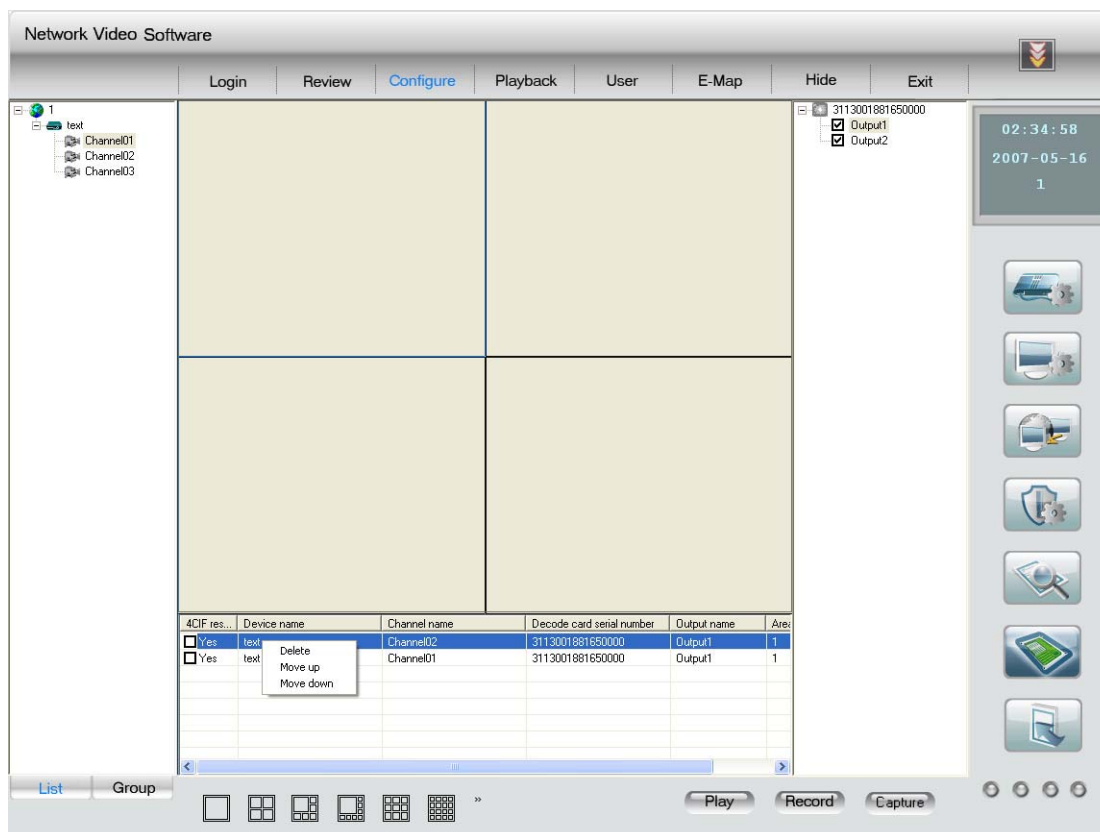 Network Video Software
Login Review Configure Playback User E-Map Hide Exit
1
text
Channel01
Channel02
Channel03
3113001881650000
Output1
Output2
02:34:58
2007-05-16
1
4CIF res... Device name Channel name Decode card serial number Output name Area
Yes text Channel02 3113001881650000 Output1 1
Yes text Channel01 3113001881650000 Output1 1
Delete
Move up
Move down
List Group
» Play Record Capture